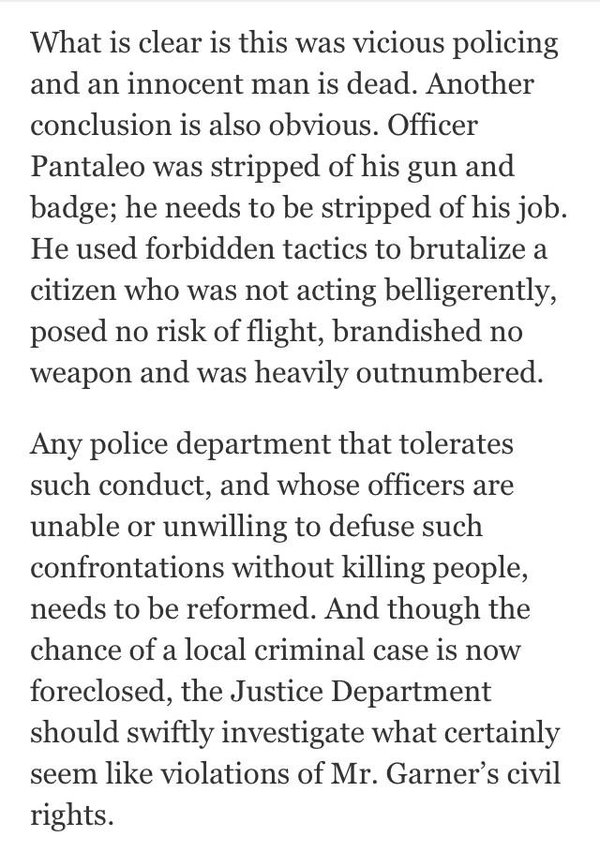 What is clear is this was vicious policing
and an innocent man is dead. Another
conclusion is also obvious. Officer
Pantaleo was stripped of his gun and
badge; he needs to be stripped of his job.
He used forbidden tactics to brutalize a
citizen who was not acting belligerently,
posed no risk of flight, brandished no
weapon and was heavily outnumbered.
Any police department that tolerates
such conduct, and whose officers are
unable or unwilling to defuse such
confrontations without killing people,
needs to be reformed. And though the
chance of a local criminal case is now
foreclosed, the Justice Department
should swiftly investigate what certainly
seem like violations of Mr. Garner’s civil
rights.